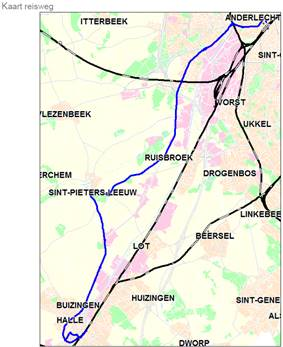 Kaart reisweg
ITTERBEEK
ANDERLECHT
SINT-G
VORST
VLEZENBEEK
UKKEL
RUISBROEK
ERCHEM
DROGENBOS
SINT-PIETERS-LEEUW
LINKEBEE
BEERSEL
LOT
BUIZINGEN
HUIZINGEN
SINT-GENE
HALLE
ALS
DWORP